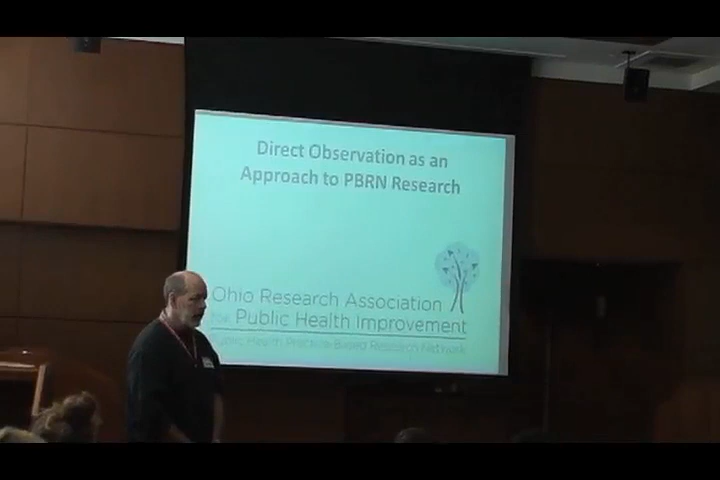 Direct Observation as an
Approach to PBRN Research
Ohio Research Association
for Public Health Improvement
Public Health Practice-Based Research Network